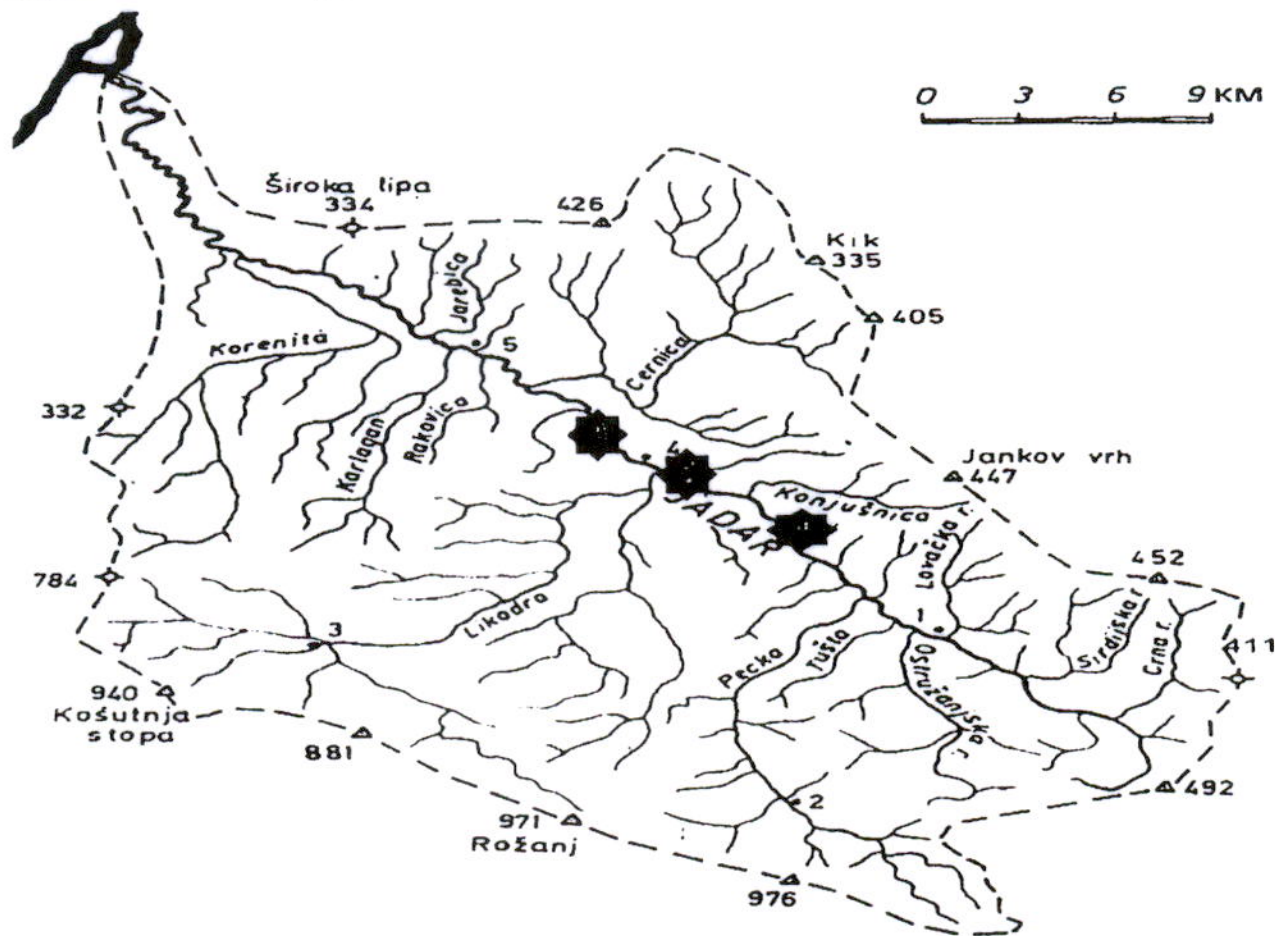 0 3 6 9 KM
Široka lipa
334
426
Kik
335
405
Jarebica
5
Korenita
Cernica
332
Karlagan
Rakovica
4
Jankov vrh
447
JADAR
Konjušnica
Lovačka r.
784
452
3
Likodra
1
Sirdijška r
Crna r.
411
Pecka
Tušla
Ostružanjska r.
940
Košutnja
stopa
881
2
492
971
Rožanj
976